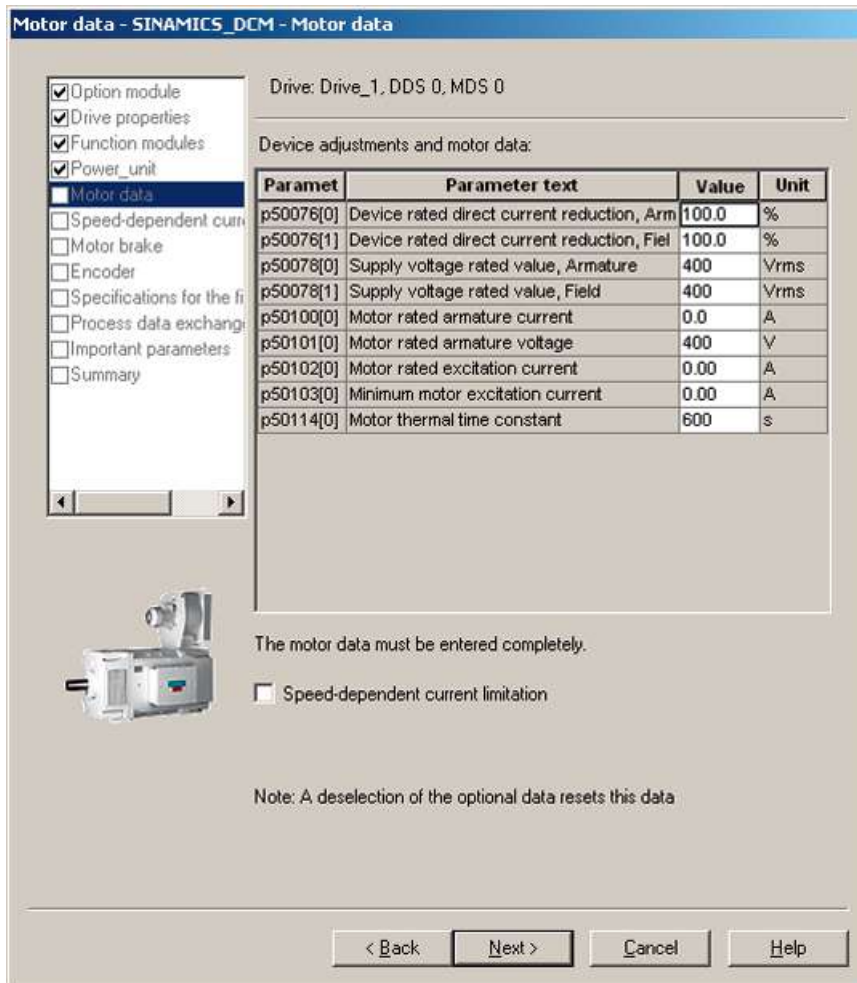 Motor data - SINAMICS_DCM - Motor data
Option module
Drive properties
Function modules
Power_unit
Motor data
Speed-dependent curr
Motor brake
Encoder
Specifications for the fi
Process data exchang
Important parameters
Summary
Drive: Drive_1, DDS 0, MDS 0
Device adjustments and motor data:
Paramet Parameter text Value Unit
p50076[0] Device rated direct current reduction, Arm 100.0 %
p50076[1] Device rated direct current reduction, Fiel 100.0 %
p50078[0] Supply voltage rated value, Armature 400 Vrms
p50078[1] Supply voltage rated value, Field 400 Vrms
p50100[0] Motor rated armature current 0.0 A
p50101[0] Motor rated armature voltage 400 V
p50102[0] Motor rated excitation current 0.00 A
p50103[0] Minimum motor excitation current 0.00 A
p50114[0] Motor thermal time constant 600 s
The motor data must be entered completely.
Speed-dependent current limitation
Note: A deselection of the optional data resets this data
< Back Next > Cancel Help